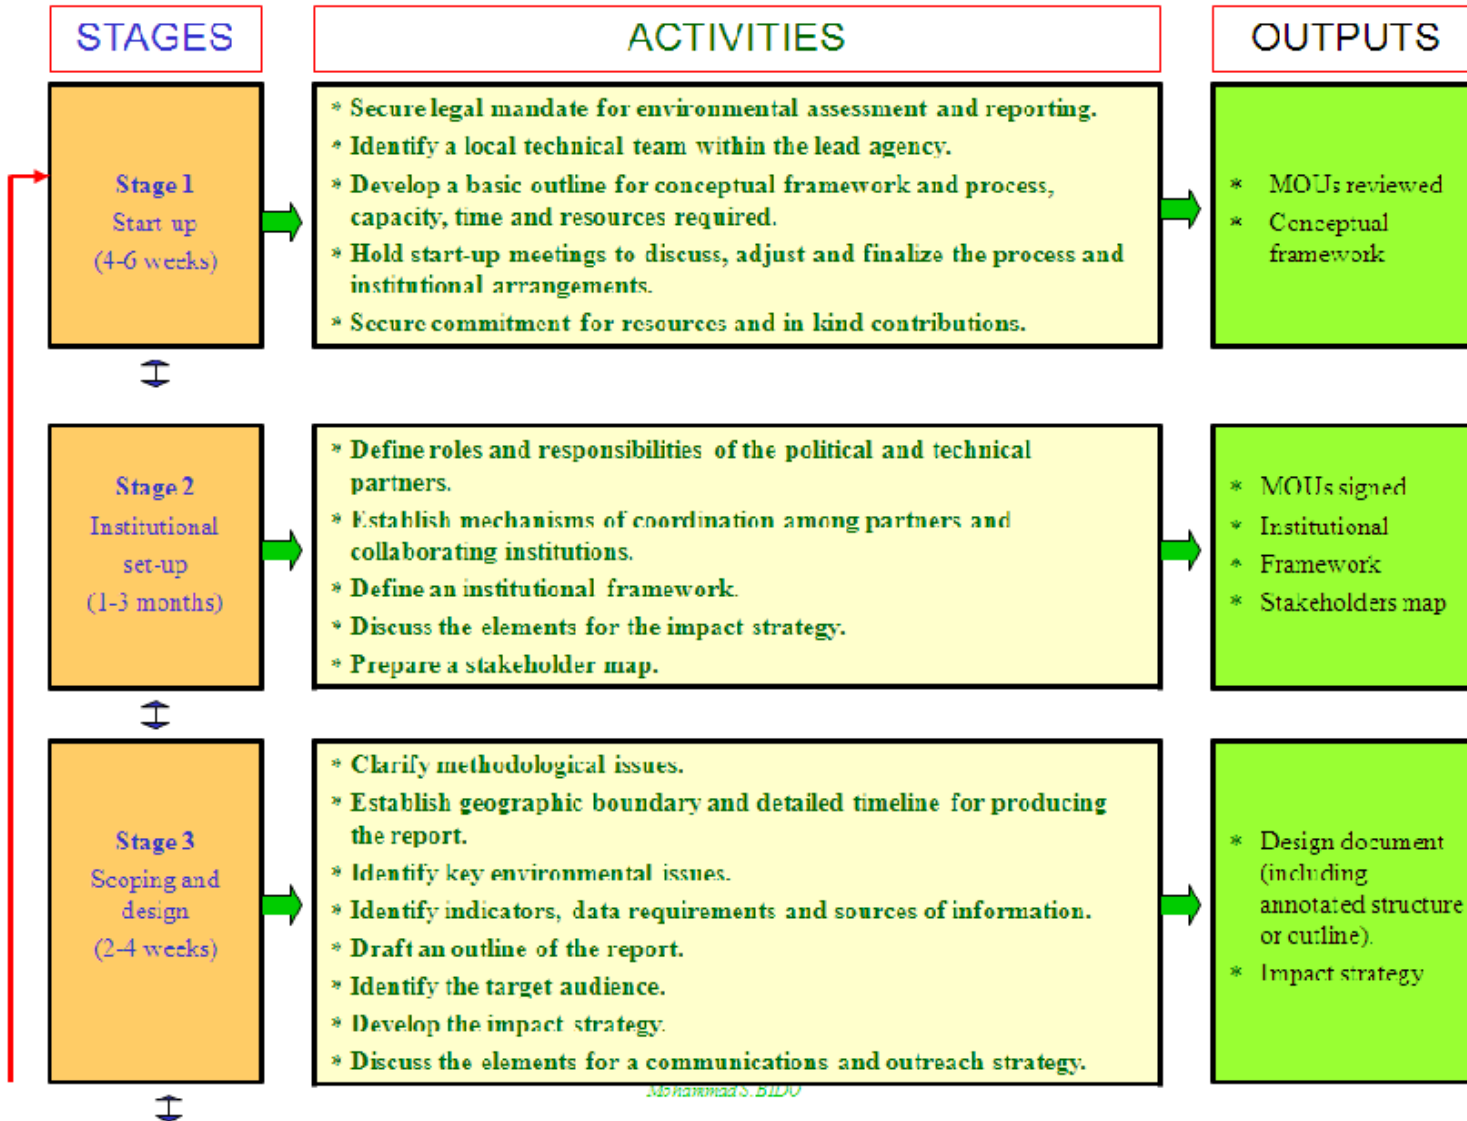 STAGES
ACTIVITIES
OUTPUTS
Stage 1
Start up
(4-6 weeks)
* Secure legal mandate for environmental assessment and reporting.
* Identify a local technical team within the lead agency.
* Develop a basic outline for conceptual framework and process,
capacity, time and resources required.
* Hold start-up meetings to discuss, adjust and finalize the process and
institutional arrangements.
* Secure commitment for resources and in kind contributions.
* MOUs reviewed
* Conceptual
framework
Stage 2
Institutional
set-up
(1-3 months)
* Define roles and responsibilities of the political and technical
partners.
* Establish mechanisms of coordination among partners and
collaborating institutions.
* Define an institutional framework.
* Discuss the elements for the impact strategy.
* Prepare a stakeholder map.
* MOUs signed
* Institutional
* Framework
* Stakeholders map
Stage 3
Scoping and
design
(2-4 weeks)
* Clarify methodological issues.
* Establish geographic boundary and detailed timeline for producing
the report.
* Identify key environmental issues.
* Identify indicators, data requirements and sources of information.
* Draft an outline of the report.
* Identify the target audience.
* Develop the impact strategy.
* Discuss the elements for a communications and outreach strategy.
* Design document
(including
annotated structure
or outline).
* Impact strategy
Mohammad S. BIDO